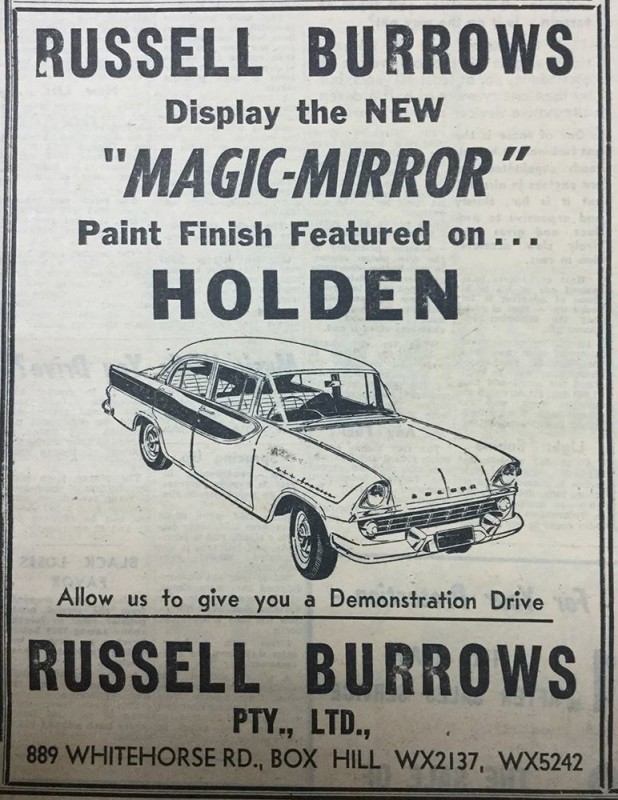 RUSSELL BURROWS
Display the NEW
"MAGIC-MIRROR"
Paint Finish Featured on...
HOLDEN
HOLDEN
Allow us to give you a Demonstration Drive
RUSSELL BURROWS
PTY., LTD.,
889 WHITEHORSE RD., BOX HILL WX2137, WX5242